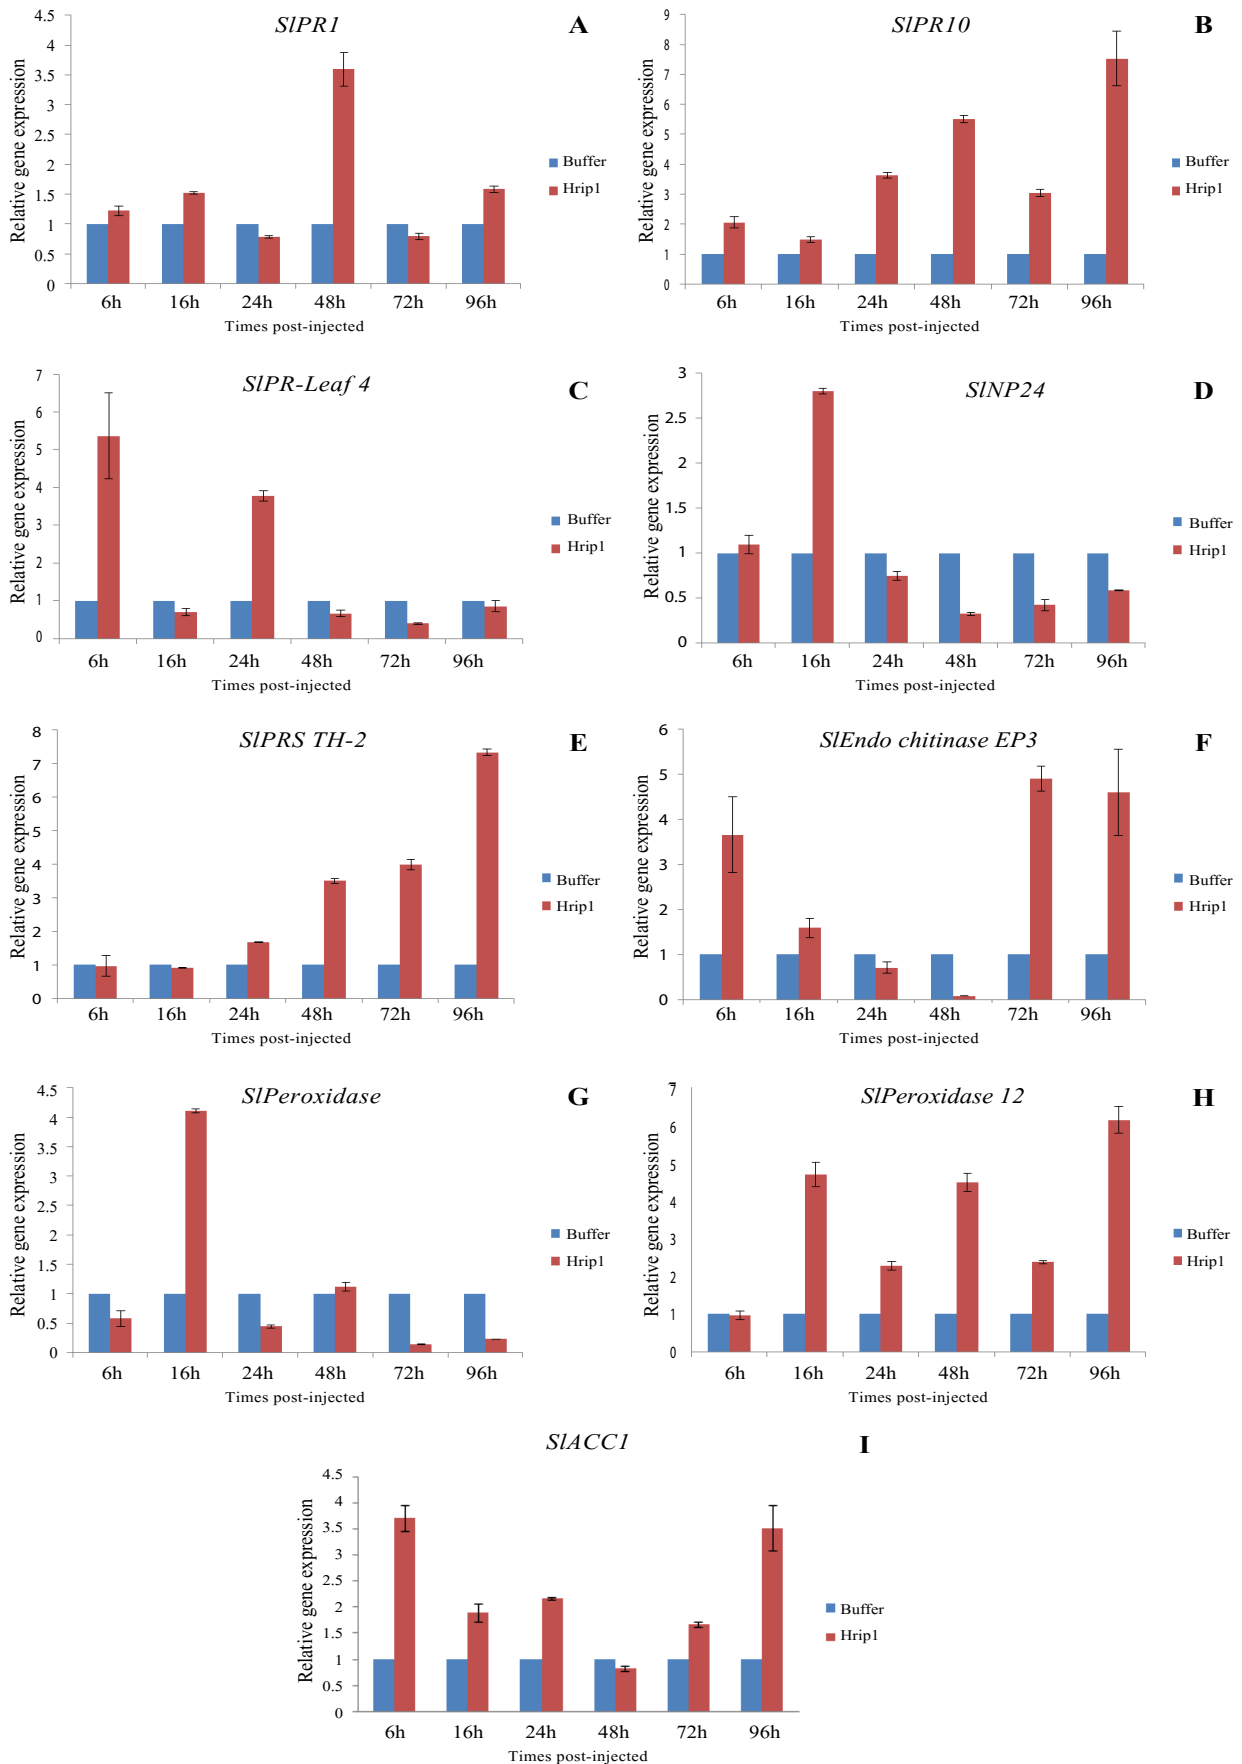 SlPR1
A
Relative gene expression
4.5
4
3.5
3
2.5
2
1.5
1
0.5
0
6h 16h 24h 48h 72h 96h
Times post-injected
Buffer
Hrip1
SlPR10
B
Relative gene expression
9
8
7
6
5
4
3
2
1
0
6h 16h 24h 48h 72h 96h
Times post-injected
Buffer
Hrip1
SlPR-Leaf 4
C
Relative gene expression
7
6
5
4
3
2
1
0
6h 16h 24h 48h 72h 96h
Times post-injected
Buffer
Hrip1
SlNP24
D
Relative gene expression
3
2.5
2
1.5
1
0.5
0
6h 16h 24h 48h 72h 96h
Times post-injected
Buffer
Hrip1
SlPRS TH-2
E
Relative gene expression
8
7
6
5
4
3
2
1
0
6h 16h 24h 48h 72h 96h
Times post-injected
Buffer
Hrip1
SlEndo chitinase EP3
F
Relative gene expression
6
5
4
3
2
1
0
6h 16h 24h 48h 72h 96h
Times post-injected
Buffer
Hrip1
SlPeroxidase
G
Relative gene expression
4.5
4
3.5
3
2.5
2
1.5
1
0.5
0
6h 16h 24h 48h 72h 96h
Times post-injected
Buffer
Hrip1
SlPeroxidase 12
H
Relative gene expression
7
6
5
4
3
2
1
0
6h 16h 24h 48h 72h 96h
Times post-injected
Buffer
Hrip1
SlACC1
I
Relative gene expression
4.5
4
3.5
3
2.5
2
1.5
1
0.5
0
6h 16h 24h 48h 72h 96h
Times post-injected
Buffer
Hrip1